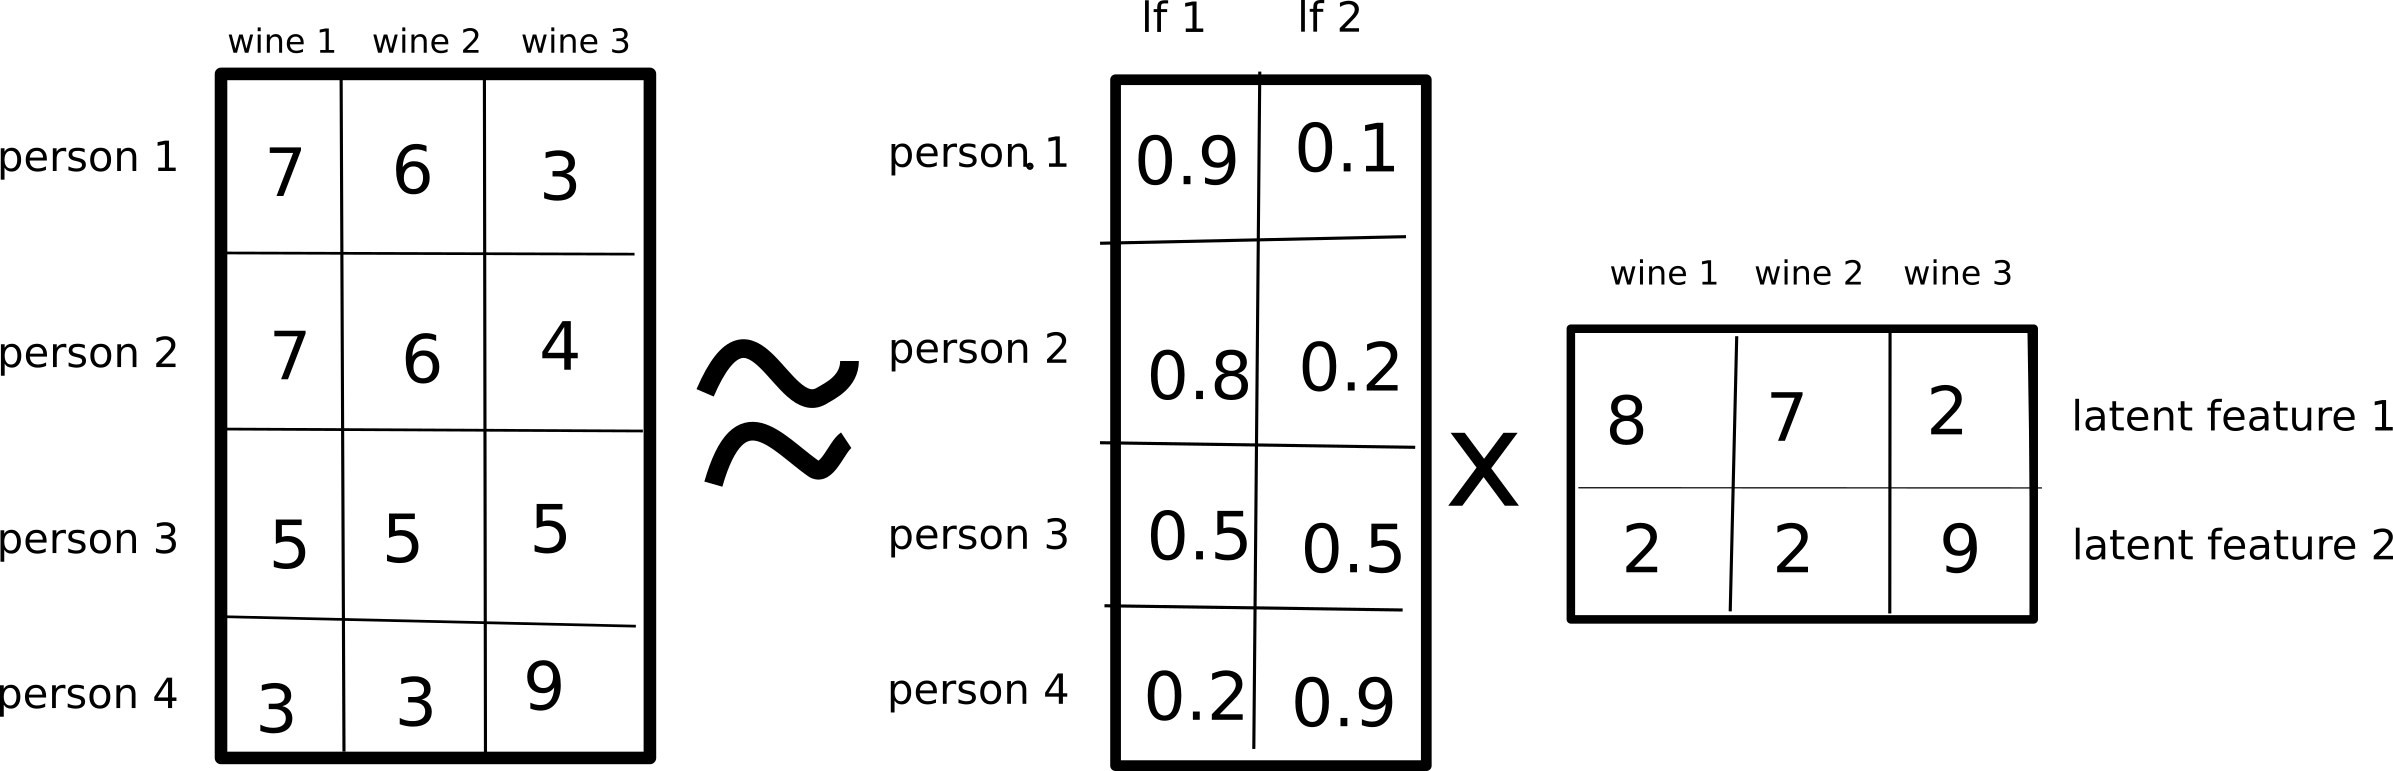 wine 1 wine 2 wine 3
person 1 7 6 3
person 2 7 6 4
person 3 5 5 5
person 4 3 3 9
≈
lf 1 lf 2
person 1 0.9 0.1
person 2 0.8 0.2
person 3 0.5 0.5
person 4 0.2 0.9
x
wine 1 wine 2 wine 3
8 7 2 latent feature 1
2 2 9 latent feature 2